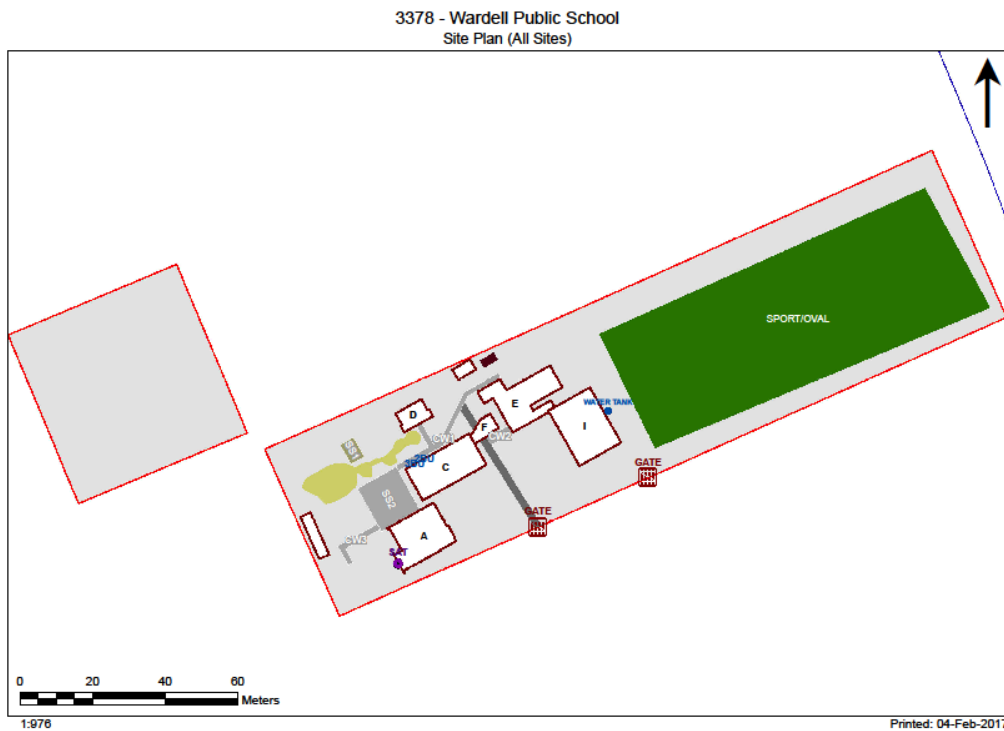 3378 - Wardell Public School
Site Plan (All Sites)
SPORT/OVAL
WATER TANK
D
E
F
I
CW1
CW2
SS1
C
GATE
SS2
GATE
A
CW3
SAT
0 20 40 60
Meters
1:976
Printed: 04-Feb-2017